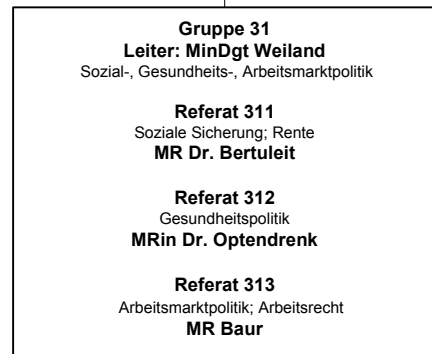 Gruppe 31
Leiter: MinDgt Weiland
Sozial-, Gesundheits-, Arbeitsmarktpolitik
Referat 311
Soziale Sicherung; Rente
MR Dr. Bertuleit
Referat 312
Gesundheitspolitik
MRin Dr. Optendrenk
Referat 313
Arbeitsmarktpolitik; Arbeitsrecht
MR Baur